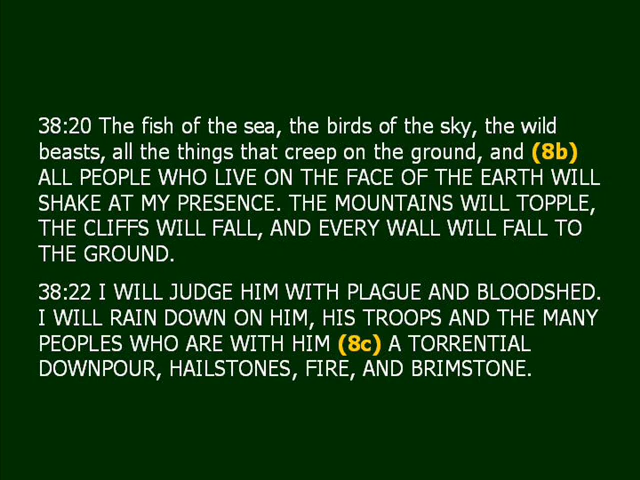 38:20 The fish of the sea, the birds of the sky, the wild
beasts, all the things that creep on the ground, and (8b)
ALL PEOPLE WHO LIVE ON THE FACE OF THE EARTH WILL
SHAKE AT MY PRESENCE. THE MOUNTAINS WILL TOPPLE,
THE CLIFFS WILL FALL, AND EVERY WALL WILL FALL TO
THE GROUND.
38:22 I WILL JUDGE HIM WITH PLAGUE AND BLOODSHED.
I WILL RAIN DOWN ON HIM, HIS TROOPS AND THE MANY
PEOPLES WHO ARE WITH HIM (8c) A TORRENTIAL
DOWNPOUR, HAILSTONES, FIRE, AND BRIMSTONE.